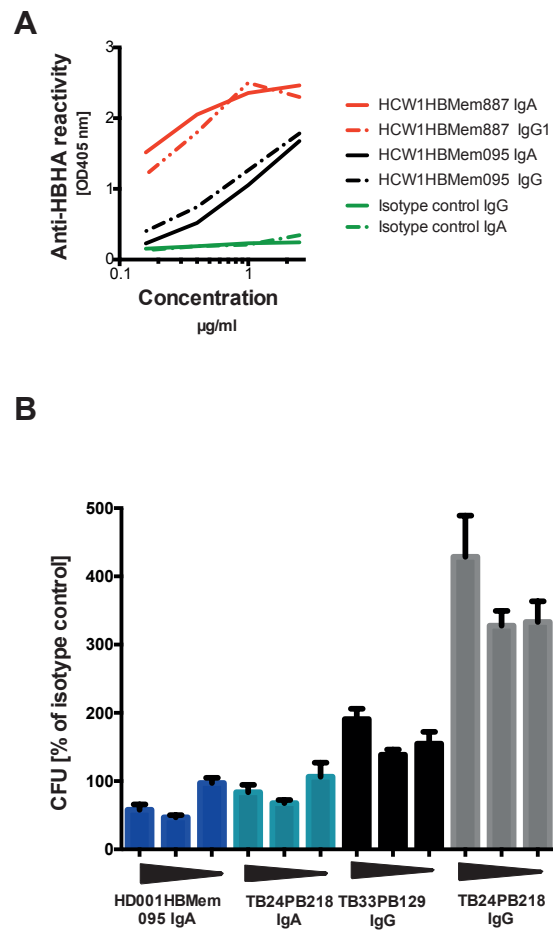 A
3
2
1
0
Anti-HBHA reactivity
[OD405 nm]
0.1
1
Concentration
µg/ml
HCW1HBMem887 IgA
HCW1HBMem887 IgG1
HCW1HBMem095 IgA
HCW1HBMem095 IgG
Isotype control IgG
Isotype control IgA
B
500
400
300
200
100
0
CFU [% of isotype control]
HD001HBMem
095 IgA
TB24PB218
IgA
TB33PB129
IgG
TB24PB218
IgG